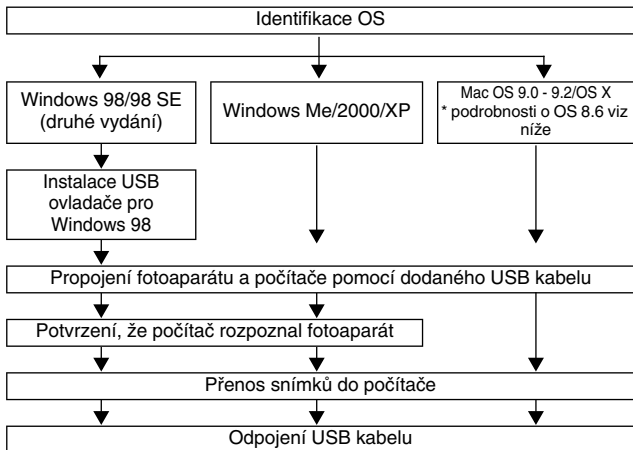 Identifikace OS
Windows 98/98 SE
(druhé vydání)
Windows Me/2000/XP
Mac OS 9.0 - 9.2/OS X
* podrobnosti o OS 8.6 viz
níže
Instalace USB
ovladače pro
Windows 98
Propojení fotoaparátu a počítače pomocí dodaného USB kabelu
Potvrzení, že počítač rozpoznal fotoaparát
Přenos snímků do počítače
Odpojení USB kabelu